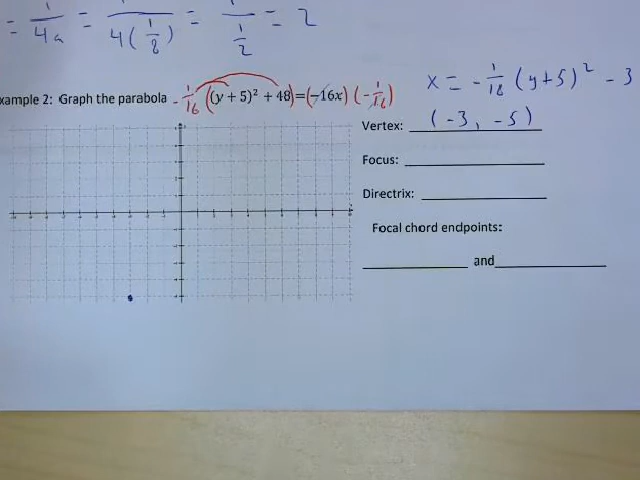 = 1/4a = 1/4(1/8) = 1/(1/2) = 2
xample 2: Graph the parabola -1/16 ((y + 5)² + 48)=(−16x) (-1/16)
x = -1/16 (y+5)² - 3
Vertex: (-3, -5)
Focus:
Directrix:
Focal chord endpoints:
and